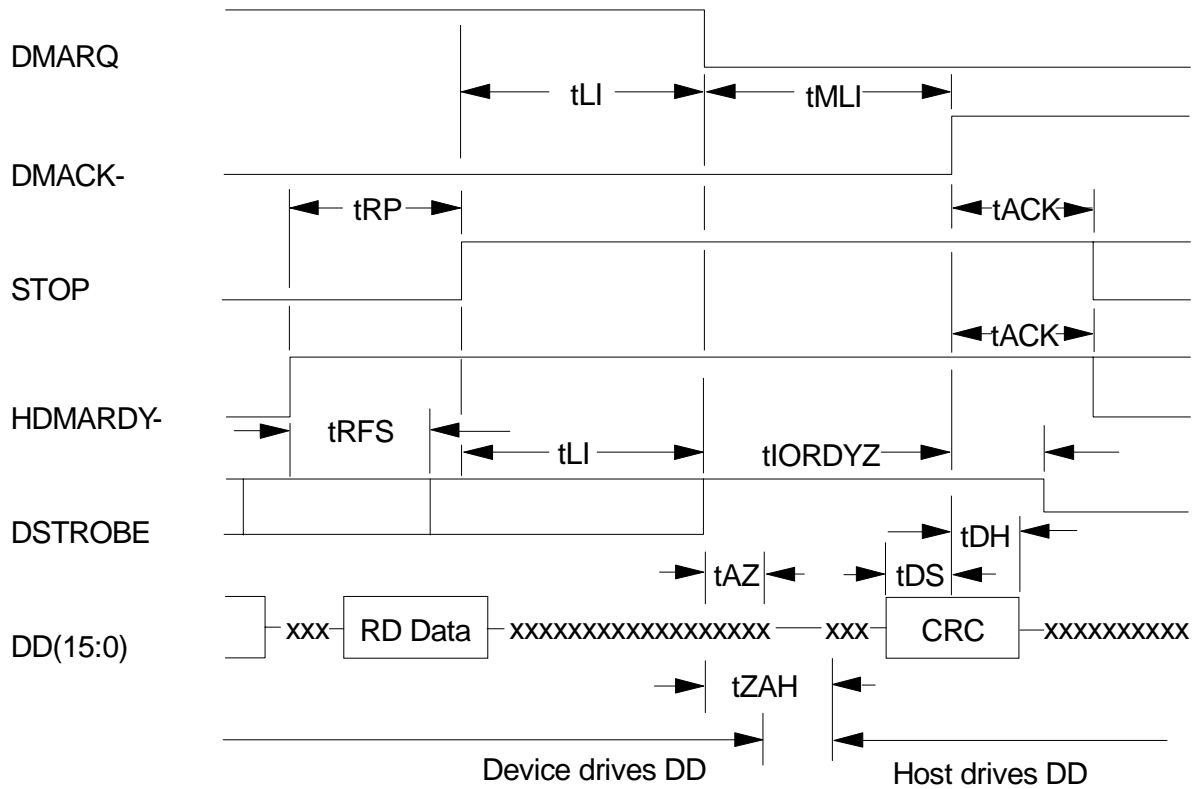 DMARQ
tLI
tMLI
DMACK-
tRP
tACK
STOP
tACK
HDMARDY-
tRFS
tLI
tIORDYZ
DSTROBE
tDH
tAZ
tDS
DD(15:0)
xxx
RD Data
xxxxxxxxxxxxxxxxxx
xxx
CRC
xxxxxxxxxx
tZAH
Device drives DD
Host drives DD